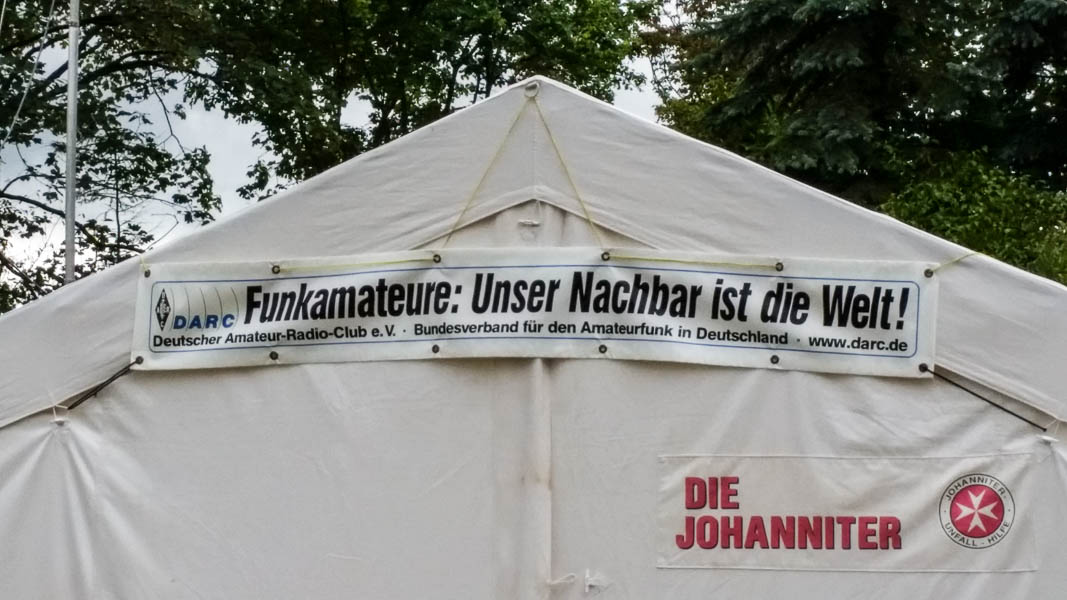 DARC Funkamateure: Unser Nachbar ist die Welt!
Deutscher Amateur-Radio-Club e.V. · Bundesverband für den Amateurfunk in Deutschland · www.darc.de
DIE
JOHANNITER
JOHANNITER-
UNFALL-HILFE